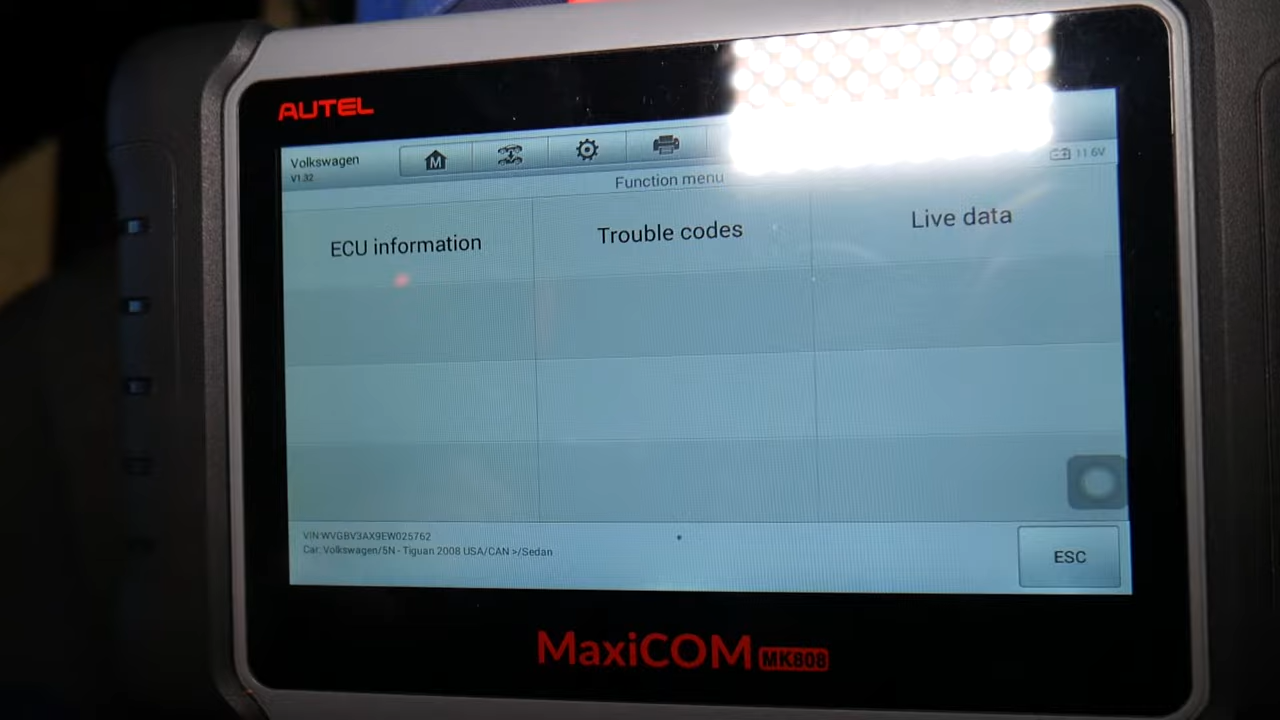 AUTEL
Volkswagen
V1.32
M
11.6V
Function menu
ECU information
Trouble codes
Live data
VIN:WVGBV3AX9EW025762
Car: Volkswagen/5N - Tiguan 2008 USA/CAN >/Sedan
ESC
MaxiCOM MK808